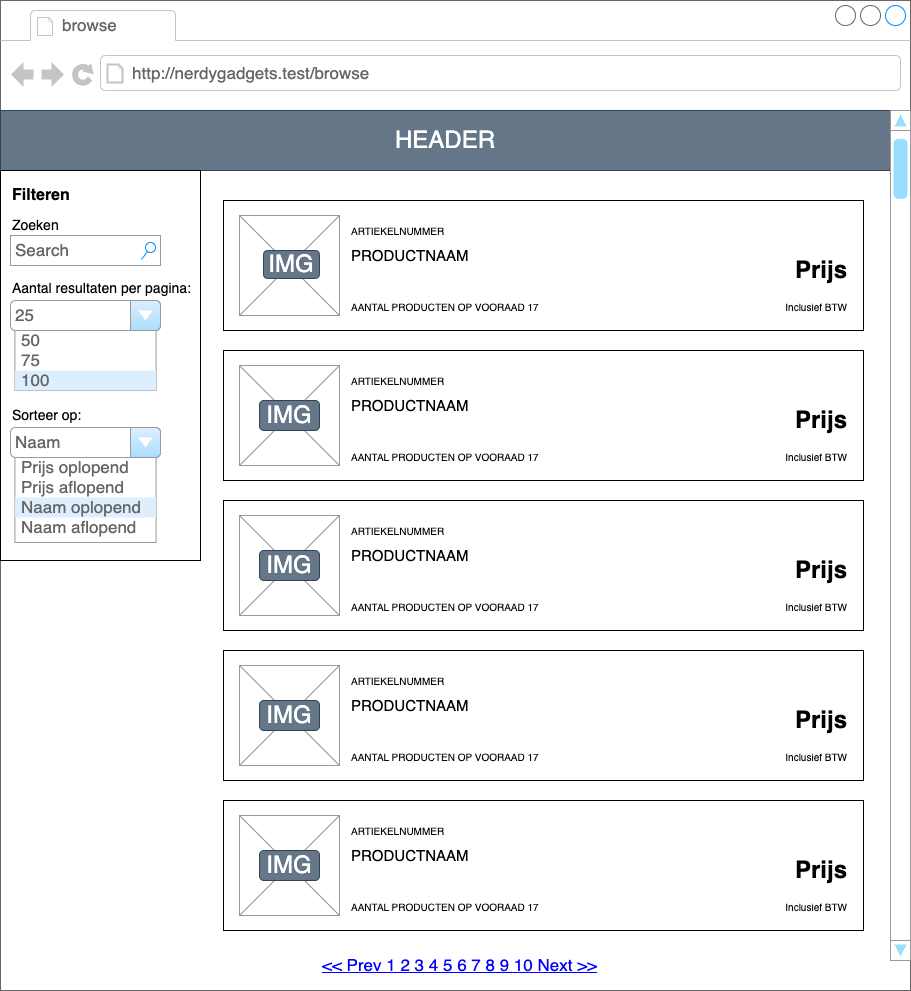 browse
http://nerdygadgets.test/browse
HEADER
Filteren
Zoeken
Search
Aantal resultaten per pagina:
25
50
75
100
Sorteer op:
Naam
Prijs oplopend
Prijs aflopend
Naam oplopend
Naam aflopend
IMG
ARTIEKELNUMMER
PRODUCTNAAM
Prijs
AANTAL PRODUCTEN OP VOORAAD 17
Inclusief BTW
IMG
ARTIEKELNUMMER
PRODUCTNAAM
Prijs
AANTAL PRODUCTEN OP VOORAAD 17
Inclusief BTW
IMG
ARTIEKELNUMMER
PRODUCTNAAM
Prijs
AANTAL PRODUCTEN OP VOORAAD 17
Inclusief BTW
IMG
ARTIEKELNUMMER
PRODUCTNAAM
Prijs
AANTAL PRODUCTEN OP VOORAAD 17
Inclusief BTW
IMG
ARTIEKELNUMMER
PRODUCTNAAM
Prijs
AANTAL PRODUCTEN OP VOORAAD 17
Inclusief BTW
<< Prev 1 2 3 4 5 6 7 8 9 10 Next >>